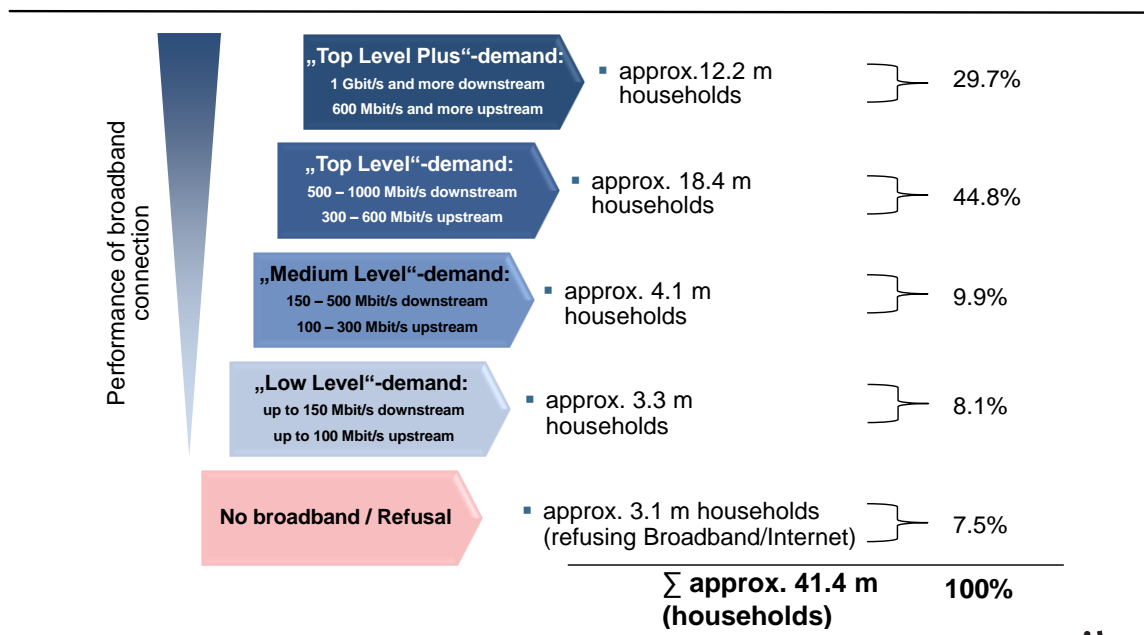 Performance of broadband
connection
„Top Level Plus“-demand:
1 Gbit/s and more downstream
600 Mbit/s and more upstream
▪ approx.12.2 m
households
29.7%
„Top Level“-demand:
500 – 1000 Mbit/s downstream
300 – 600 Mbit/s upstream
▪ approx. 18.4 m
households
44.8%
„Medium Level“-demand:
150 – 500 Mbit/s downstream
100 – 300 Mbit/s upstream
▪ approx. 4.1 m
households
9.9%
„Low Level“-demand:
up to 150 Mbit/s downstream
up to 100 Mbit/s upstream
▪ approx. 3.3 m
households
8.1%
No broadband / Refusal
▪ approx. 3.1 m households
(refusing Broadband/Internet)
7.5%
∑ approx. 41.4 m
(households)
100%